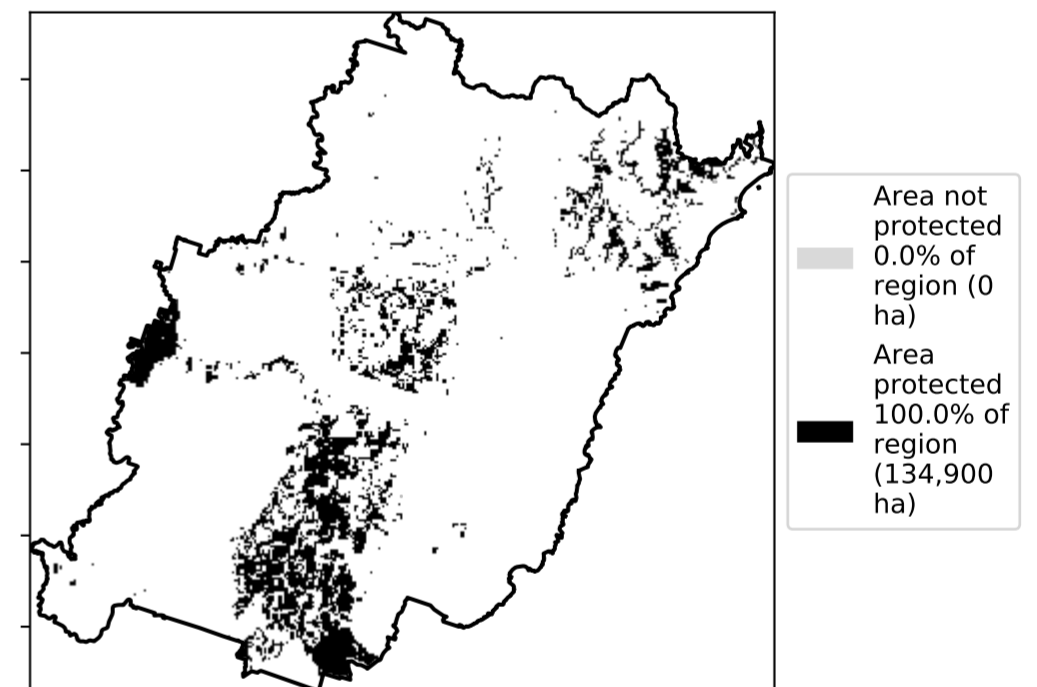 Area not
protected
0.0% of
region (0
ha)
Area
protected
100.0% of
region
(134,900
ha)